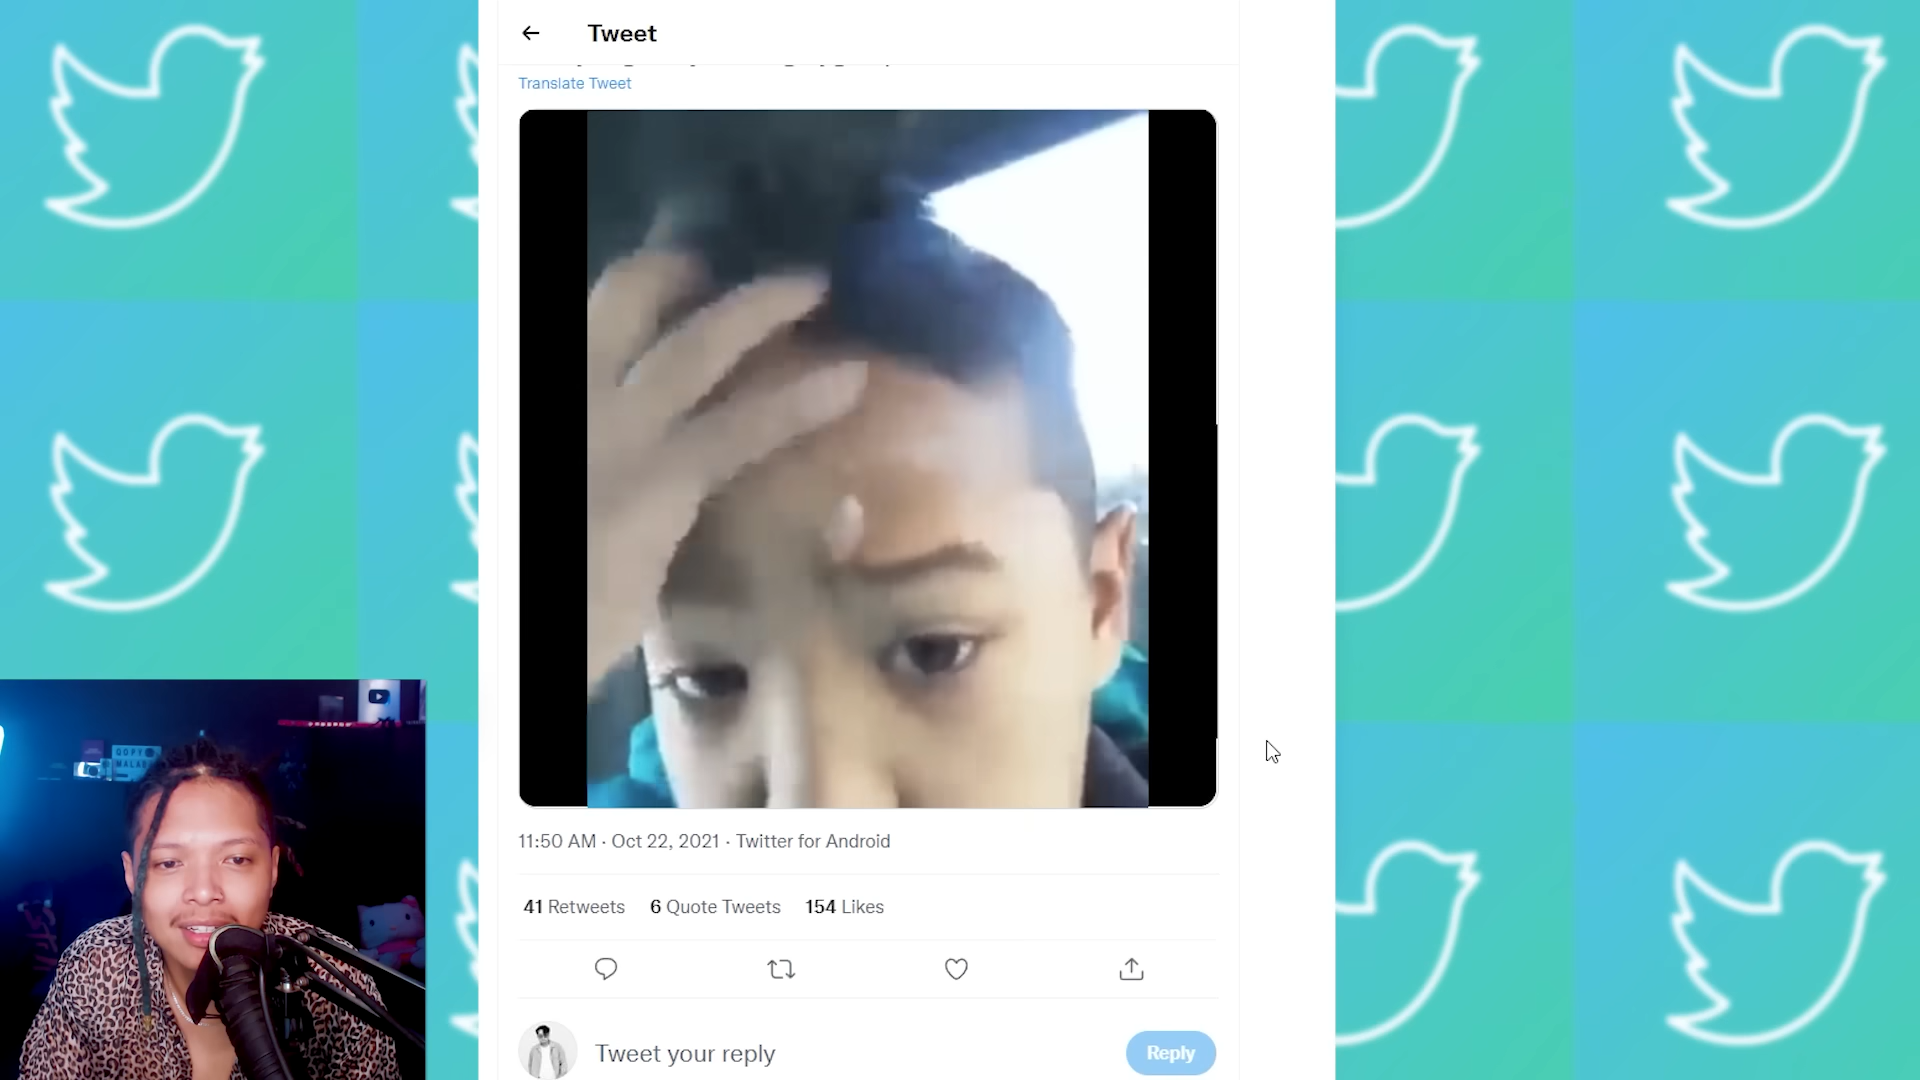 Tweet
Translate Tweet
11:50 AM · Oct 22, 2021 · Twitter for Android
41 Retweets 6 Quote Tweets 154 Likes
Tweet your reply
Reply